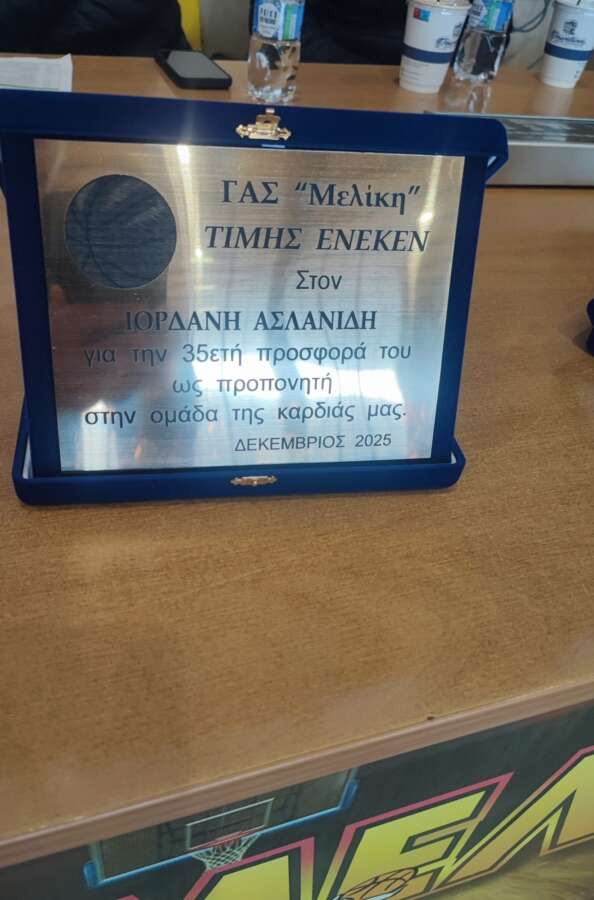 ΓΑΣ “Μελίκη”
ΤΙΜΗΣ ΕΝΕΚΕΝ
Στον
ΙΟΡΔΑΝΗ ΑΣΛΑΝΙΔΗ
για την 35ετή προσφορά του
ως προπονητή
στην ομάδα της καρδιάς μας.
ΔΕΚΕΜΒΡΙΟΣ 2025
ΜΕΛ